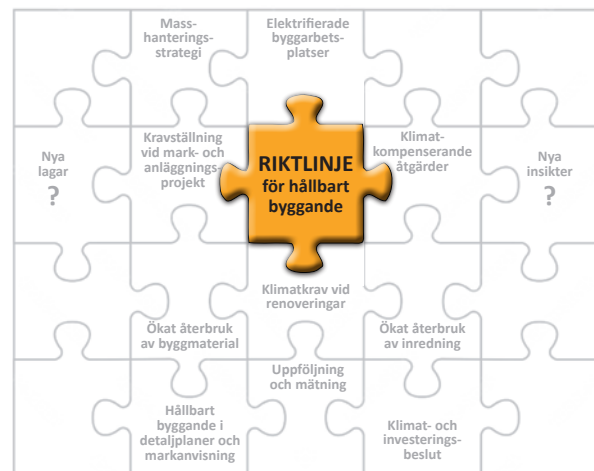 Mass-
hanterings-
strategi
Elektrifierade
byggarbets-
platser
Nya
lagar
?
Kravställning
vid mark- och
anläggnings-
projekt
RIKTLINJE
för hållbart
byggande
Klimat-
kompenserande
åtgärder
Nya
insikter
?
Klimatkrav vid
renoveringar
Ökat återbruk
av byggmaterial
Ökat återbruk
av inredning
Uppföljning
och mätning
Hållbart
byggande i
detaljplaner och
markanvisning
Klimat- och
investerings-
beslut